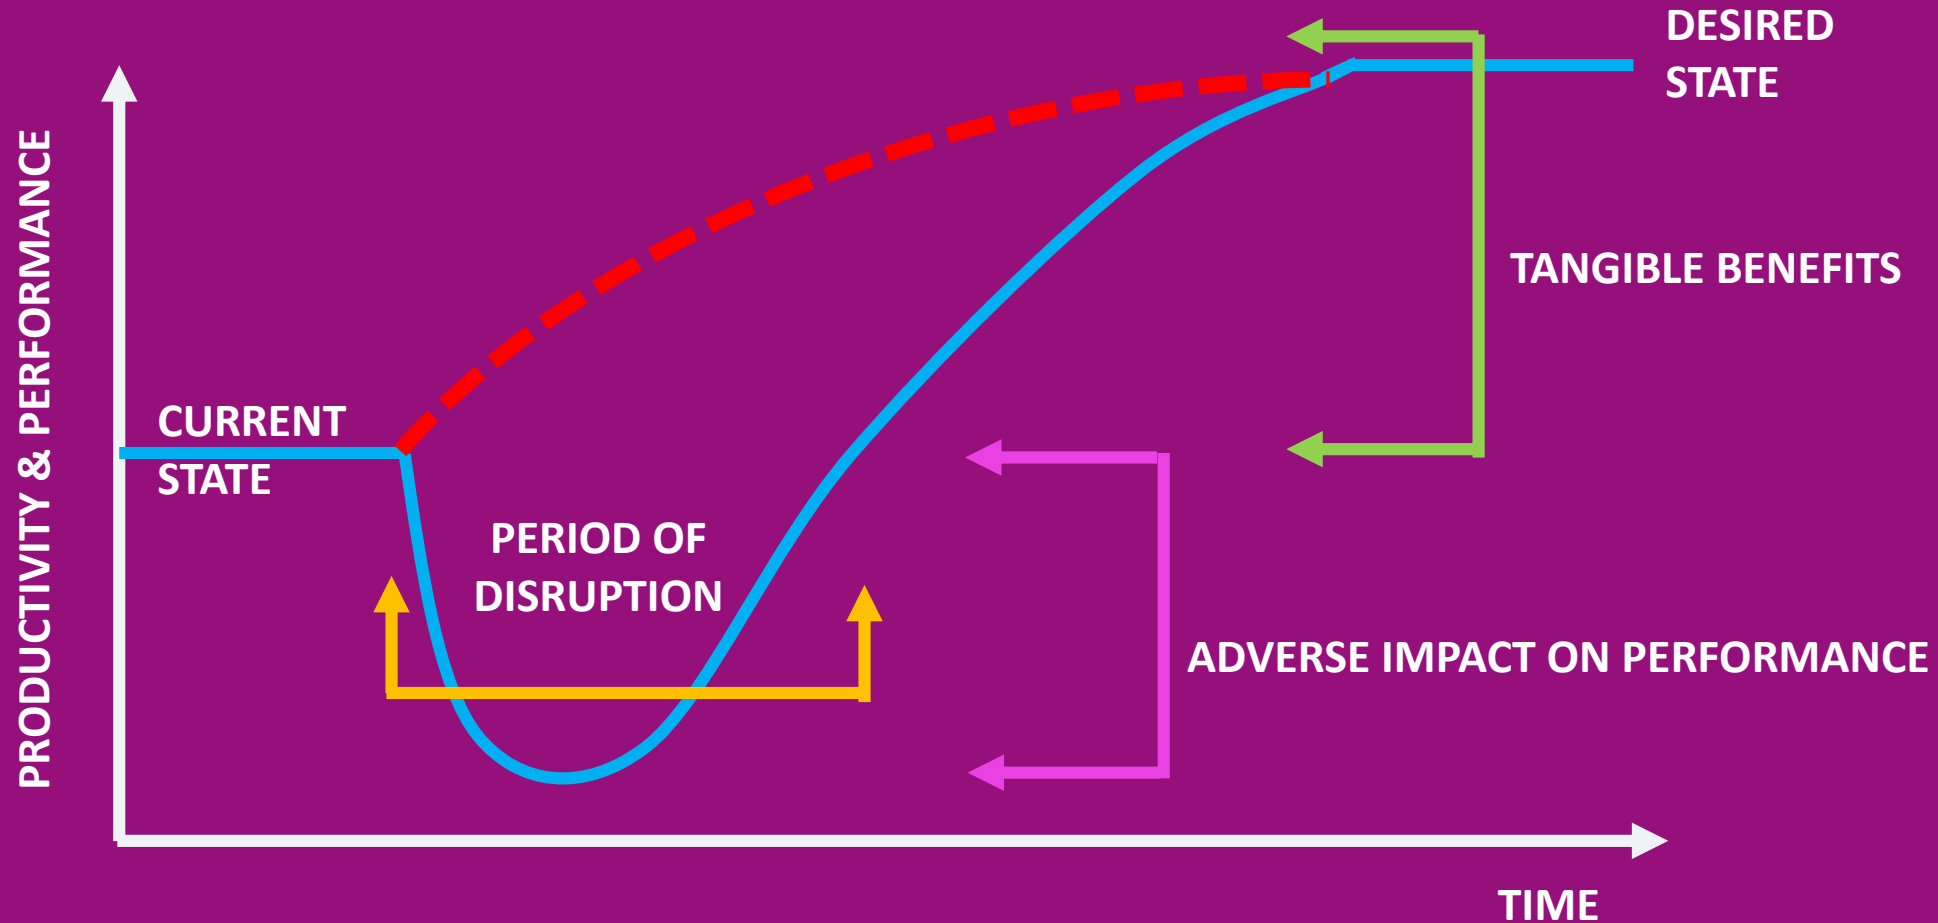 DESIRED
STATE
PRODUCTIVITY & PERFORMANCE
TANGIBLE BENEFITS
CURRENT
STATE
PERIOD OF
DISRUPTION
ADVERSE IMPACT ON PERFORMANCE
TIME